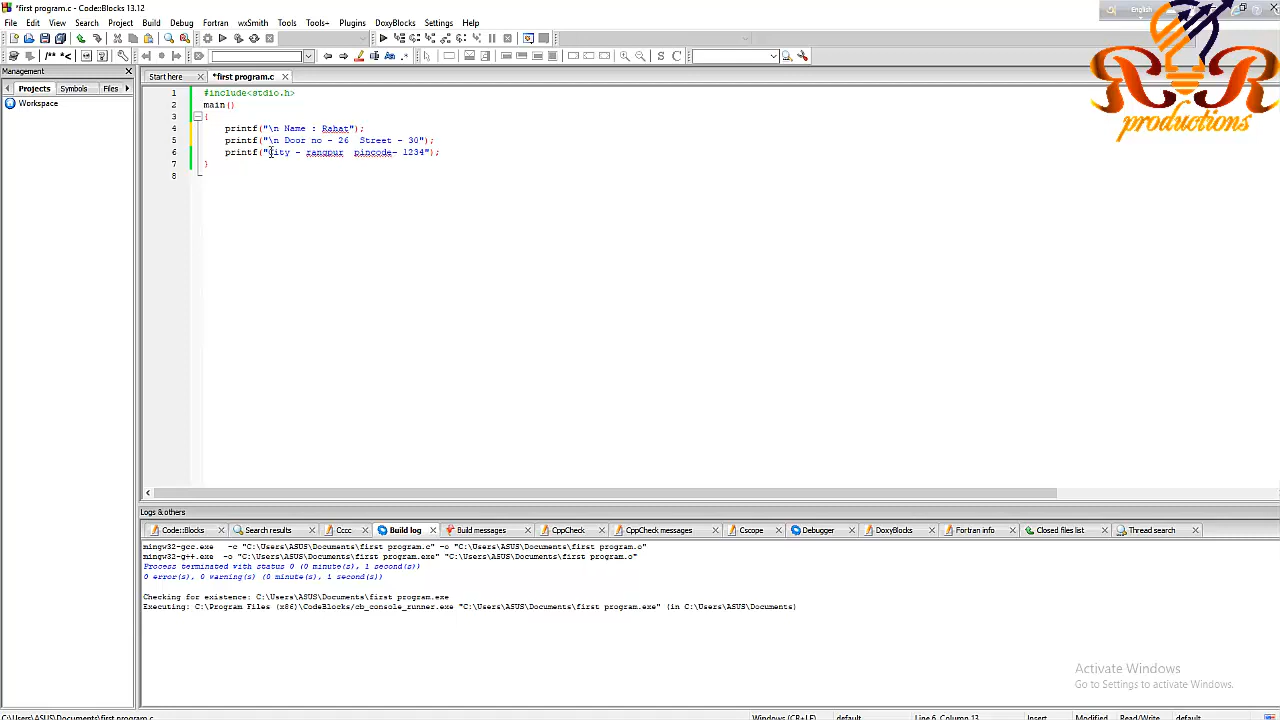 *first program.c - Code::Blocks 13.12
English
File Edit View Search Project Build Debug Fortran wxSmith Tools Tools+ Plugins DoxyBlocks Settings Help
Management
Start here *first program.c
Projects Symbols Files
Workspace
1 #include<stdio.h>
2 main()
3 {
4 printf("\n Name : Rahat");
5 printf("\n Door no - 26  Street - 30");
6 printf("City - rangpur  pincode- 1234");
7 }
8
RR
productions
Logs & others
Code::Blocks Search results Cccc Build log Build messages CppCheck CppCheck messages Cscope Debugger DoxyBlocks Fortran info Closed files list Thread search
mingw32-gcc.exe   -c "C:\Users\ASUS\Documents\first program.c" -o "C:\Users\ASUS\Documents\first program.o"
mingw32-g++.exe  -o "C:\Users\ASUS\Documents\first program.exe" "C:\Users\ASUS\Documents\first program.o"
Process terminated with status 0 (0 minute(s), 1 second(s))
0 error(s), 0 warning(s) (0 minute(s), 1 second(s))
Checking for existence: C:\Users\ASUS\Documents\first program.exe
Executing: C:\Program Files (x86)\CodeBlocks/cb_console_runner.exe "C:\Users\ASUS\Documents\first program.exe" (in C:\Users\ASUS\Documents)
Activate Windows
Go to Settings to activate Windows.
C:\Users\ASUS\Documents\first program.c Windows (CR+LF) default Line 6, Column 13 Insert Modified Read/Write default